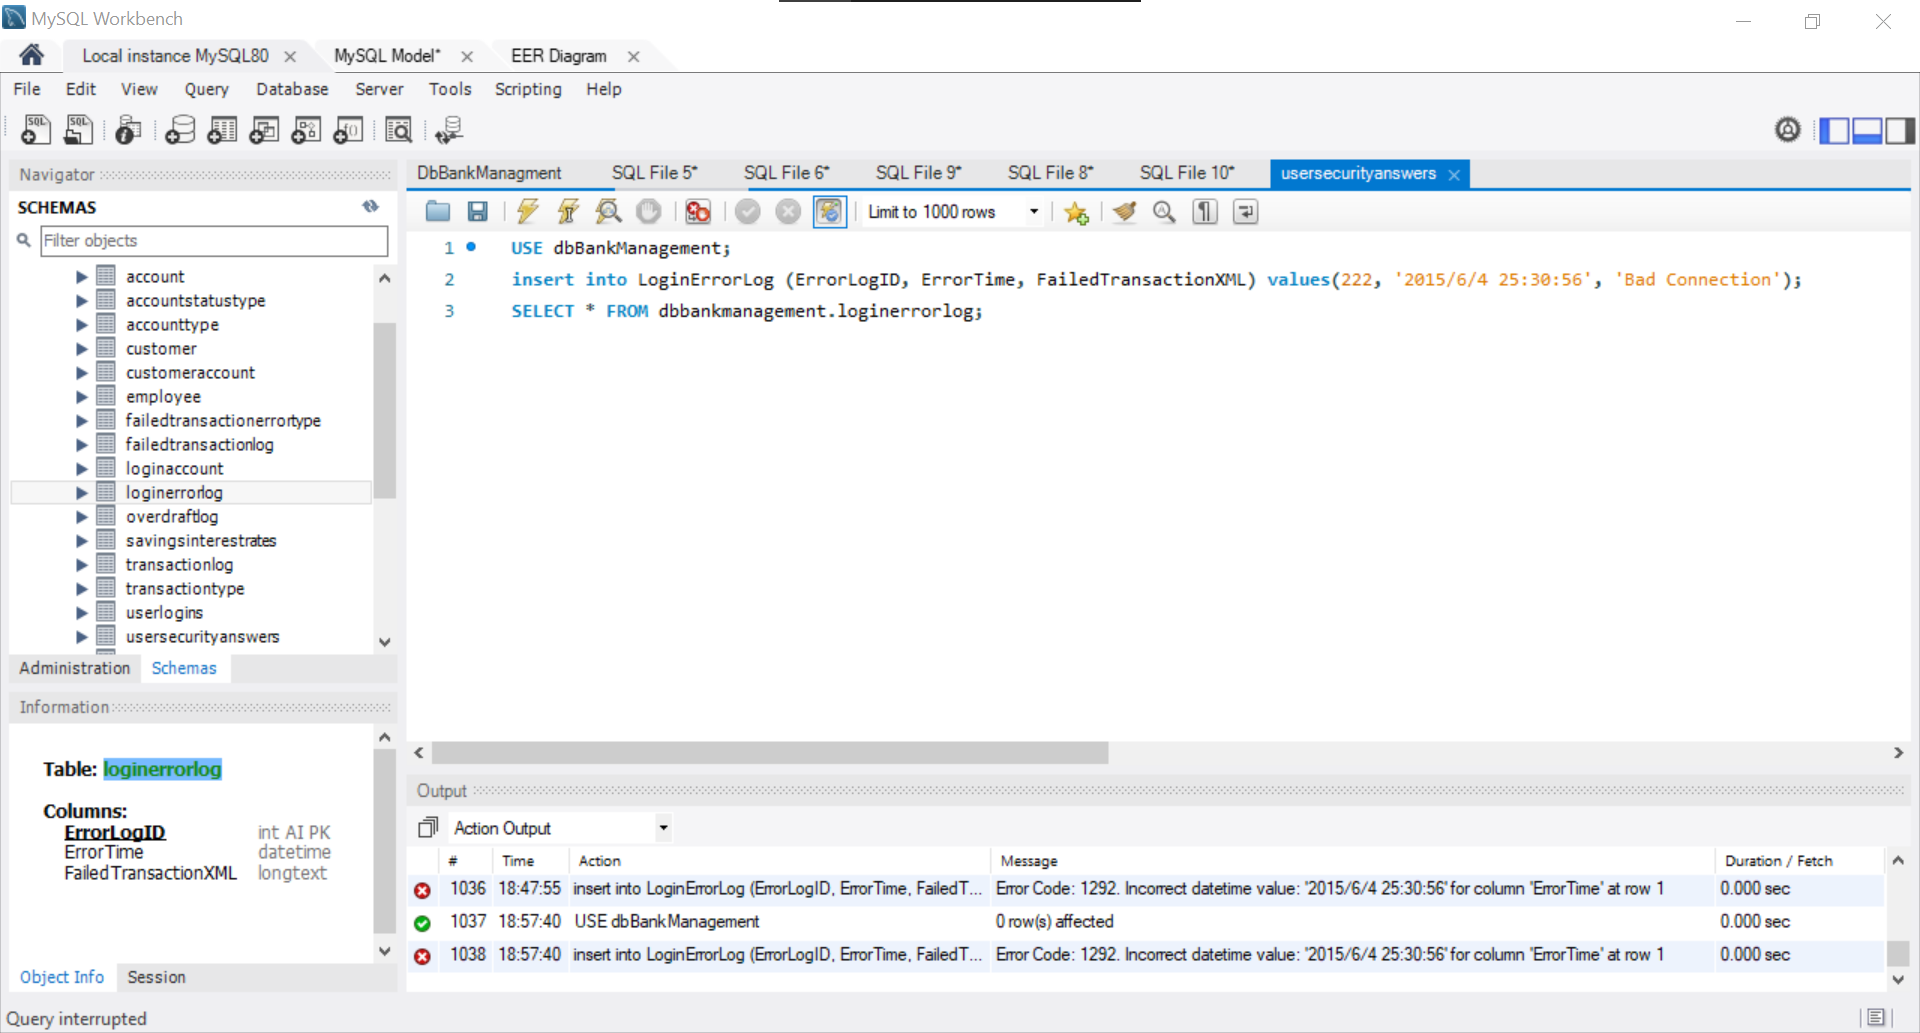 MySQL Workbench
Local instance MySQL80
MySQL Model*
EER Diagram
File Edit View Query Database Server Tools Scripting Help
Navigator
SCHEMAS
Filter objects
account
accountstatustype
accounttype
customer
customeraccount
employee
failedtransactionerrortype
failedtransactionlog
loginaccount
loginerrorlog
overdraftlog
savingsinterestrates
transactionlog
transactiontype
userlogins
usersecurityanswers
Administration Schemas
Information
Table: loginerrorlog
Columns:
ErrorLogID int AI PK
ErrorTime datetime
FailedTransactionXML longtext
Object Info Session
DbBankManagment SQL File 5* SQL File 6* SQL File 9* SQL File 8* SQL File 10* usersecurityanswers
Limit to 1000 rows
1 USE dbBankManagement;
2 insert into LoginErrorLog (ErrorLogID, ErrorTime, FailedTransactionXML) values(222, '2015/6/4 25:30:56', 'Bad Connection');
3 SELECT * FROM dbbankmanagement.loginerrorlog;
Output
Action Output
# Time Action Message Duration / Fetch
1036 18:47:55 insert into LoginErrorLog (ErrorLogID, ErrorTime, FailedT... Error Code: 1292. Incorrect datetime value: '2015/6/4 25:30:56' for column 'ErrorTime' at row 1 0.000 sec
1037 18:57:40 USE dbBankManagement 0 row(s) affected 0.000 sec
1038 18:57:40 insert into LoginErrorLog (ErrorLogID, ErrorTime, FailedT... Error Code: 1292. Incorrect datetime value: '2015/6/4 25:30:56' for column 'ErrorTime' at row 1 0.000 sec
Query interrupted